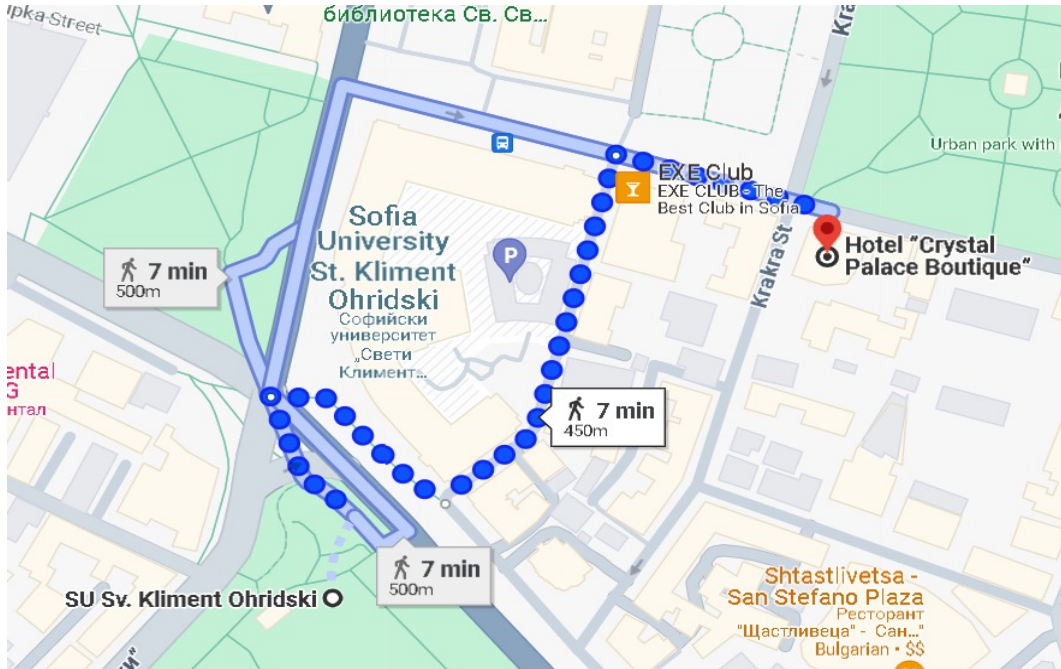 библиотека Св. Св...
pka Street
Kra
Urban park with
EXE Club
EXE CLUB - The
Best Club in Sofia
Sofia
University
St. Kliment
Ohridski
Софийски
университет
„Свети
Климент...
P
7 min
500m
Krakra St
Hotel "Crystal
Palace Boutique"
ental
G
нтал
7 min
450m
7 min
500m
SU Sv. Kliment Ohridski
Shtastlivetsa -
San Stefano Plaza
Ресторант
"Щастливеца" - Сан..."
Bulgarian • $$
и"